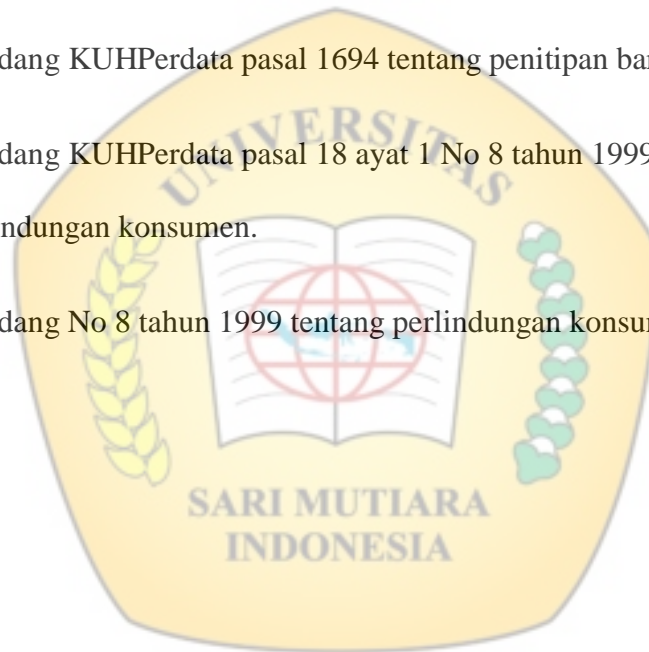 dang KUHPerdata pasal 1694 tentang penitipan bar
dang KUHPerdata pasal 18 ayat 1 No 8 tahun 1999
ndungan konsumen.
dang No 8 tahun 1999 tentang perlindungan konsu
UNIVERSITAS
SARI MUTIARA
INDONESIA